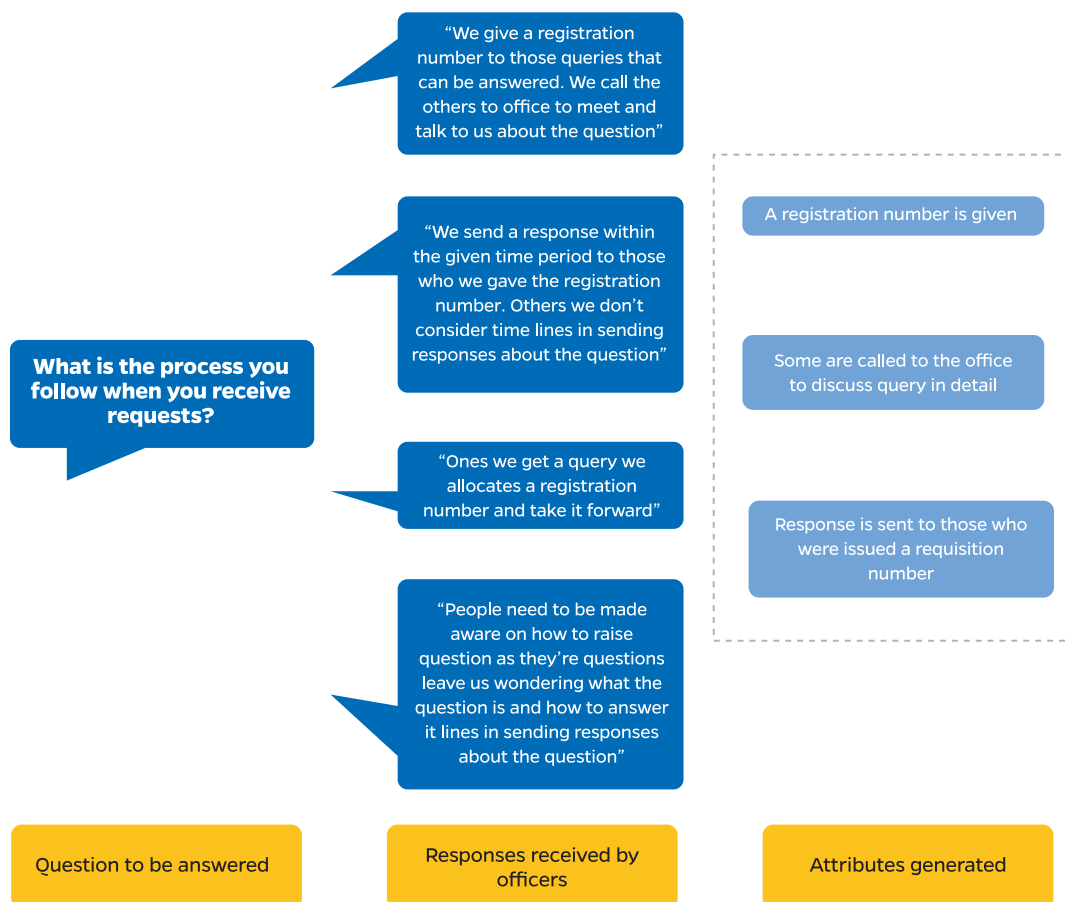 What is the process you
follow when you receive
requests?
“We give a registration
number to those queries that
can be answered. We call the
others to office to meet and
talk to us about the question”
“We send a response within
the given time period to those
who we gave the registration
number. Others we don’t
consider time lines in sending
responses about the question”
“Ones we get a query we
allocates a registration
number and take it forward”
“People need to be made
aware on how to raise
question as they’re questions
leave us wondering what the
question is and how to answer
it lines in sending responses
about the question”
A registration number is given
Some are called to the office
to discuss query in detail
Response is sent to those who
were issued a requisition
number
Question to be answered
Responses received by
officers
Attributes generated